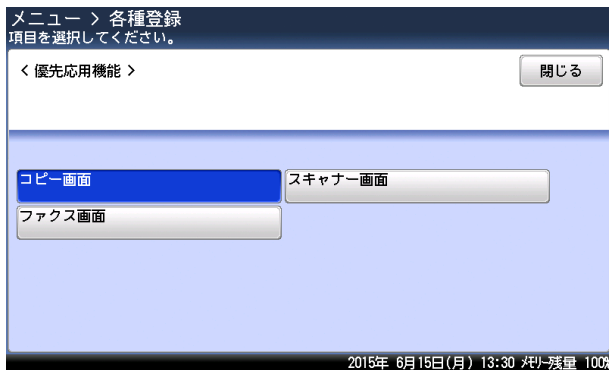 メニュー > 各種登録
項目を選択してください。
< 優先応用機能 >
閉じる
コピー画面
スキャナー画面
ファクス画面
2015年 6月15日(月) 13:30 メモリー残量 100%